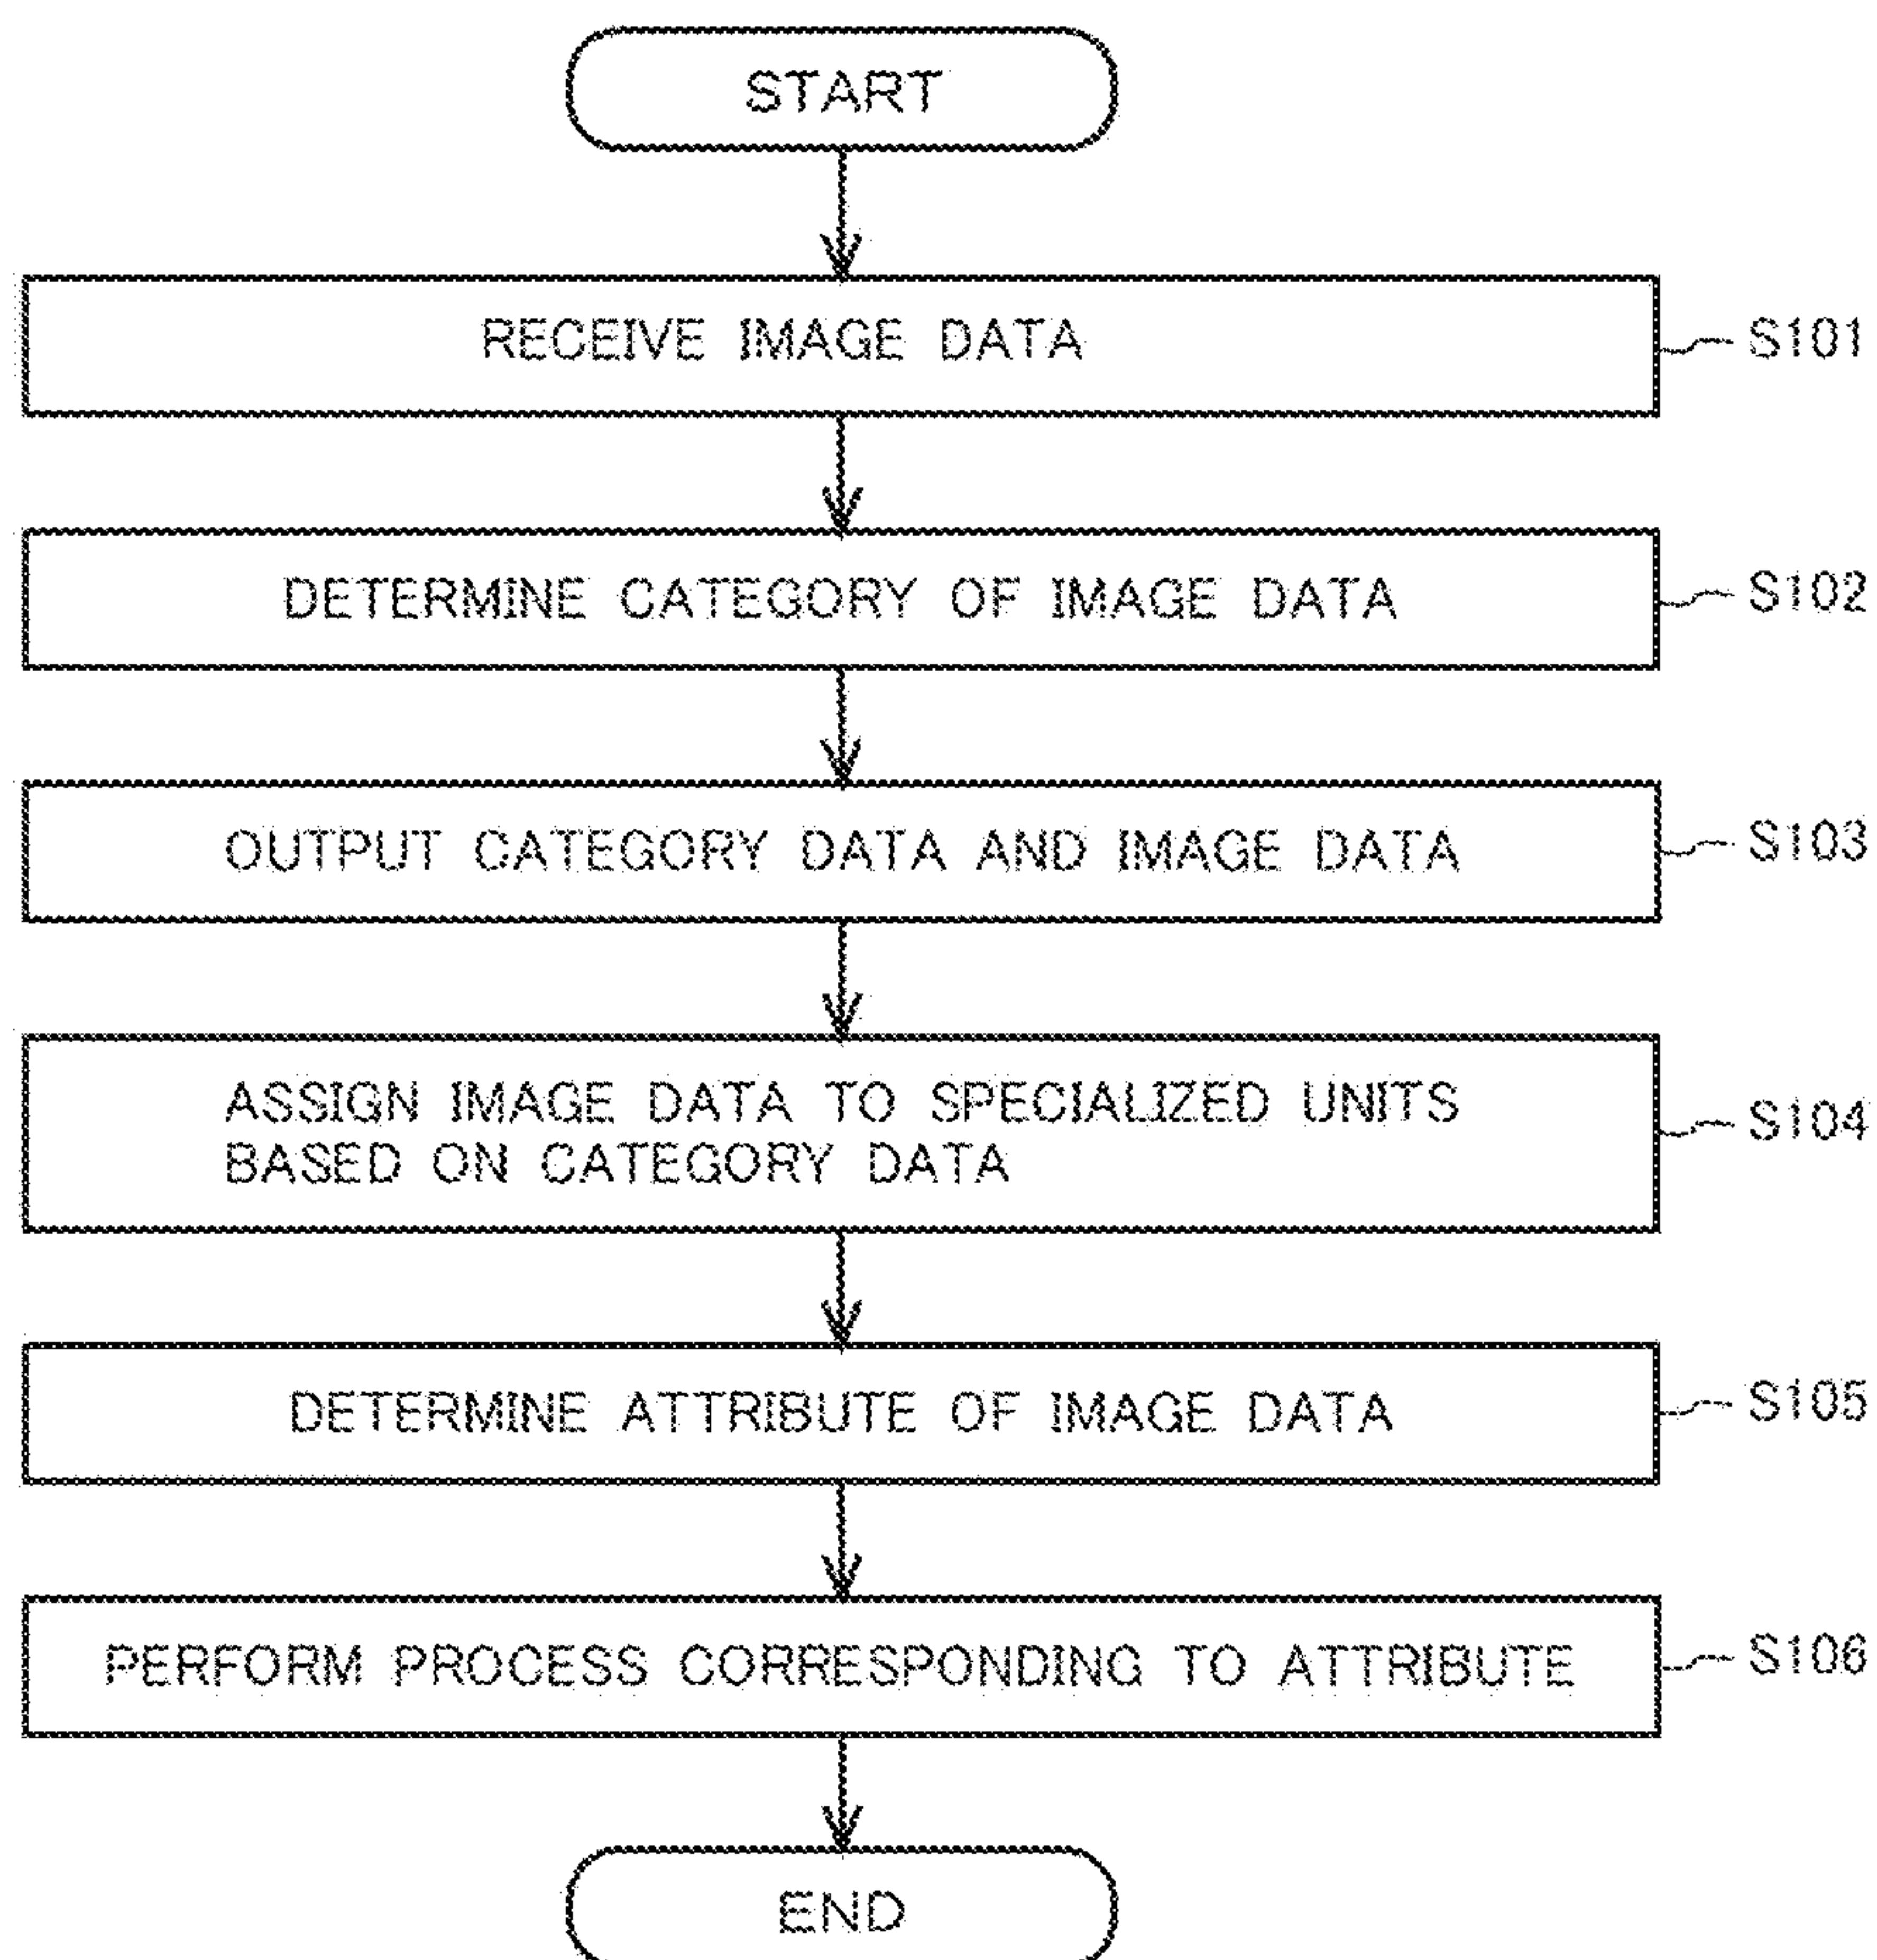 START
RECEIVE IMAGE DATA
S101
DETERMINE CATEGORY OF IMAGE DATA
S102
OUTPUT CATEGORY DATA AND IMAGE DATA
S103
ASSIGN IMAGE DATA TO SPECIALIZED UNITS
BASED ON CATEGORY DATA
S104
DETERMINE ATTRIBUTE OF IMAGE DATA
S105
PERFORM PROCESS CORRESPONDING TO ATTRIBUTE
S106
END